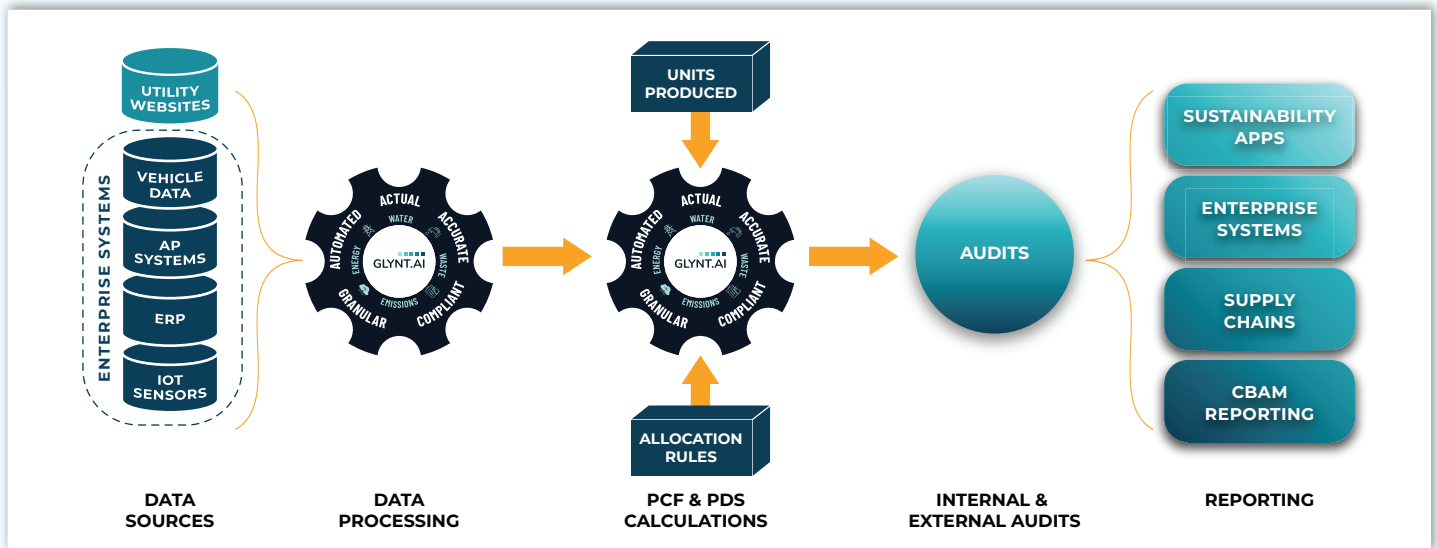 UTILITY
WEBSITES
ENTERPRISE SYSTEMS
VEHICLE
DATA
AP
SYSTEMS
ERP
IOT
SENSORS
DATA
SOURCES
AUTOMATED
ACTUAL
ACCURATE
COMPLIANT
GRANULAR
WATER
WASTE
EMISSIONS
ENERGY
GLYNT.AI
DATA
PROCESSING
UNITS
PRODUCED
AUTOMATED
ACTUAL
ACCURATE
COMPLIANT
GRANULAR
WATER
WASTE
EMISSIONS
ENERGY
GLYNT.AI
ALLOCATION
RULES
PCF & PDS
CALCULATIONS
AUDITS
INTERNAL &
EXTERNAL AUDITS
SUSTAINABILITY
APPS
ENTERPRISE
SYSTEMS
SUPPLY
CHAINS
CBAM
REPORTING
REPORTING